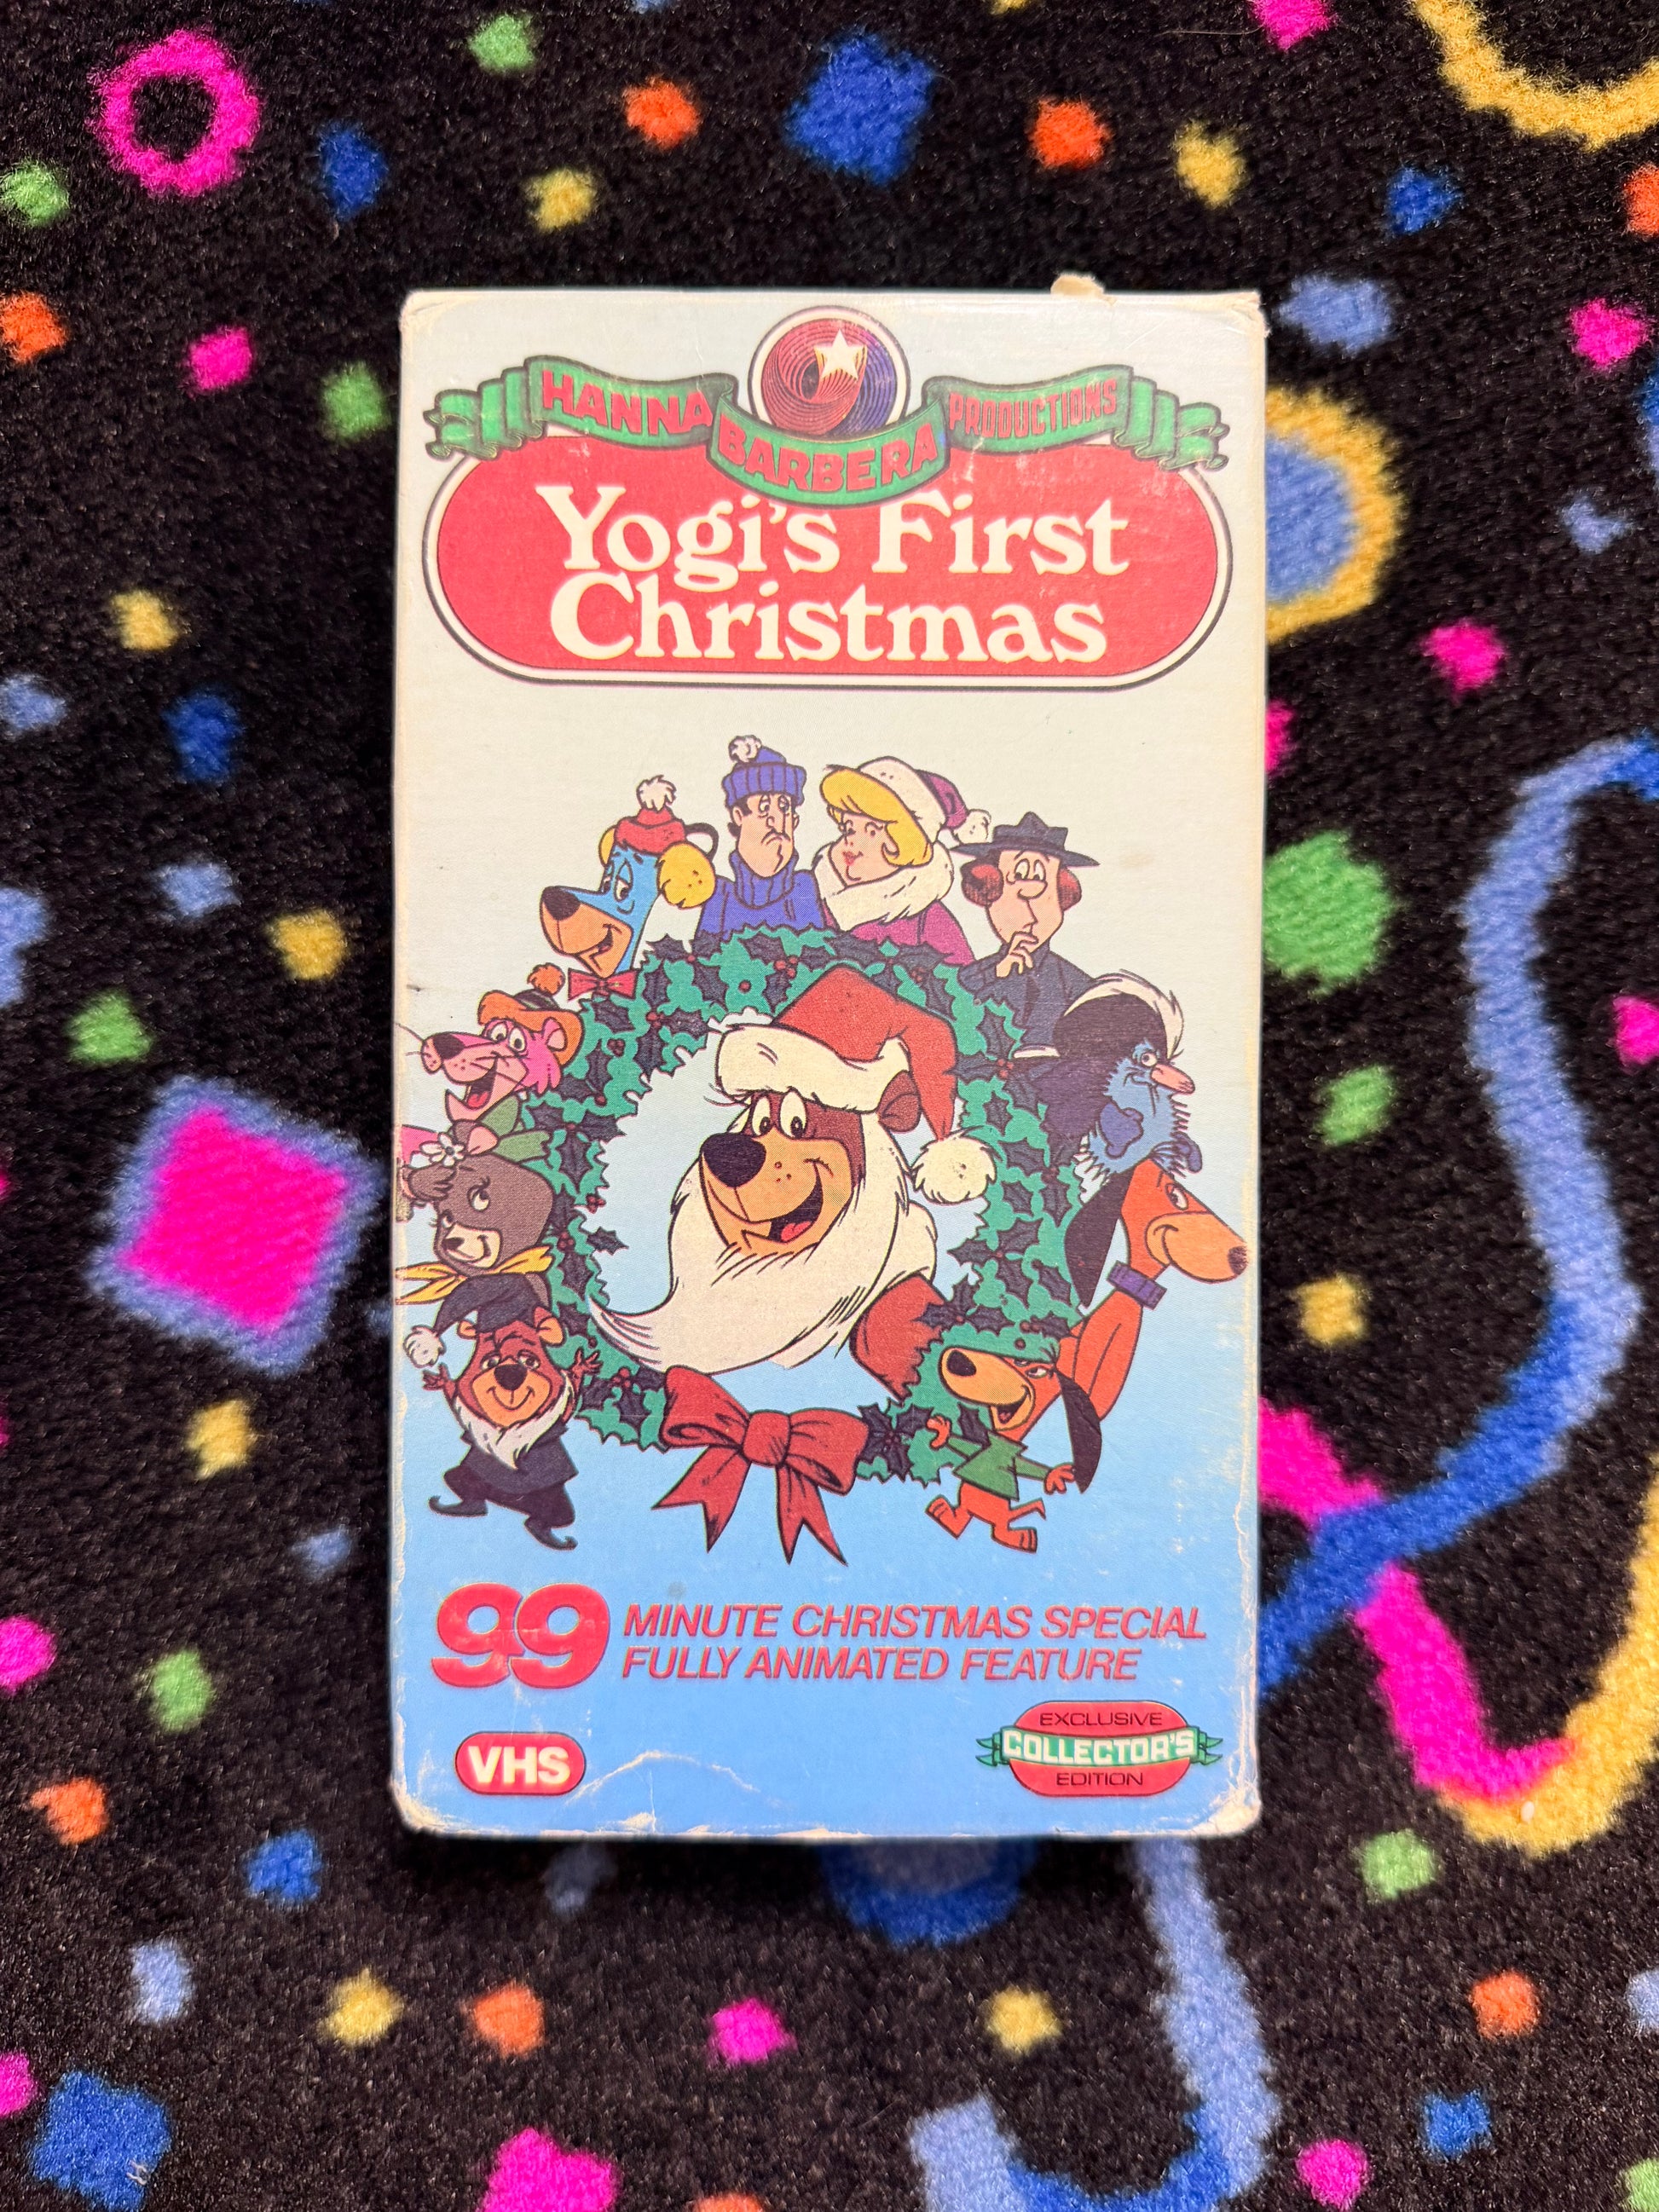 HANNA BARBERA PRODUCTIONS
Yogi's First
Christmas
99 MINUTE CHRISTMAS SPECIAL
FULLY ANIMATED FEATURE
VHS
EXCLUSIVE
COLLECTOR'S
EDITION